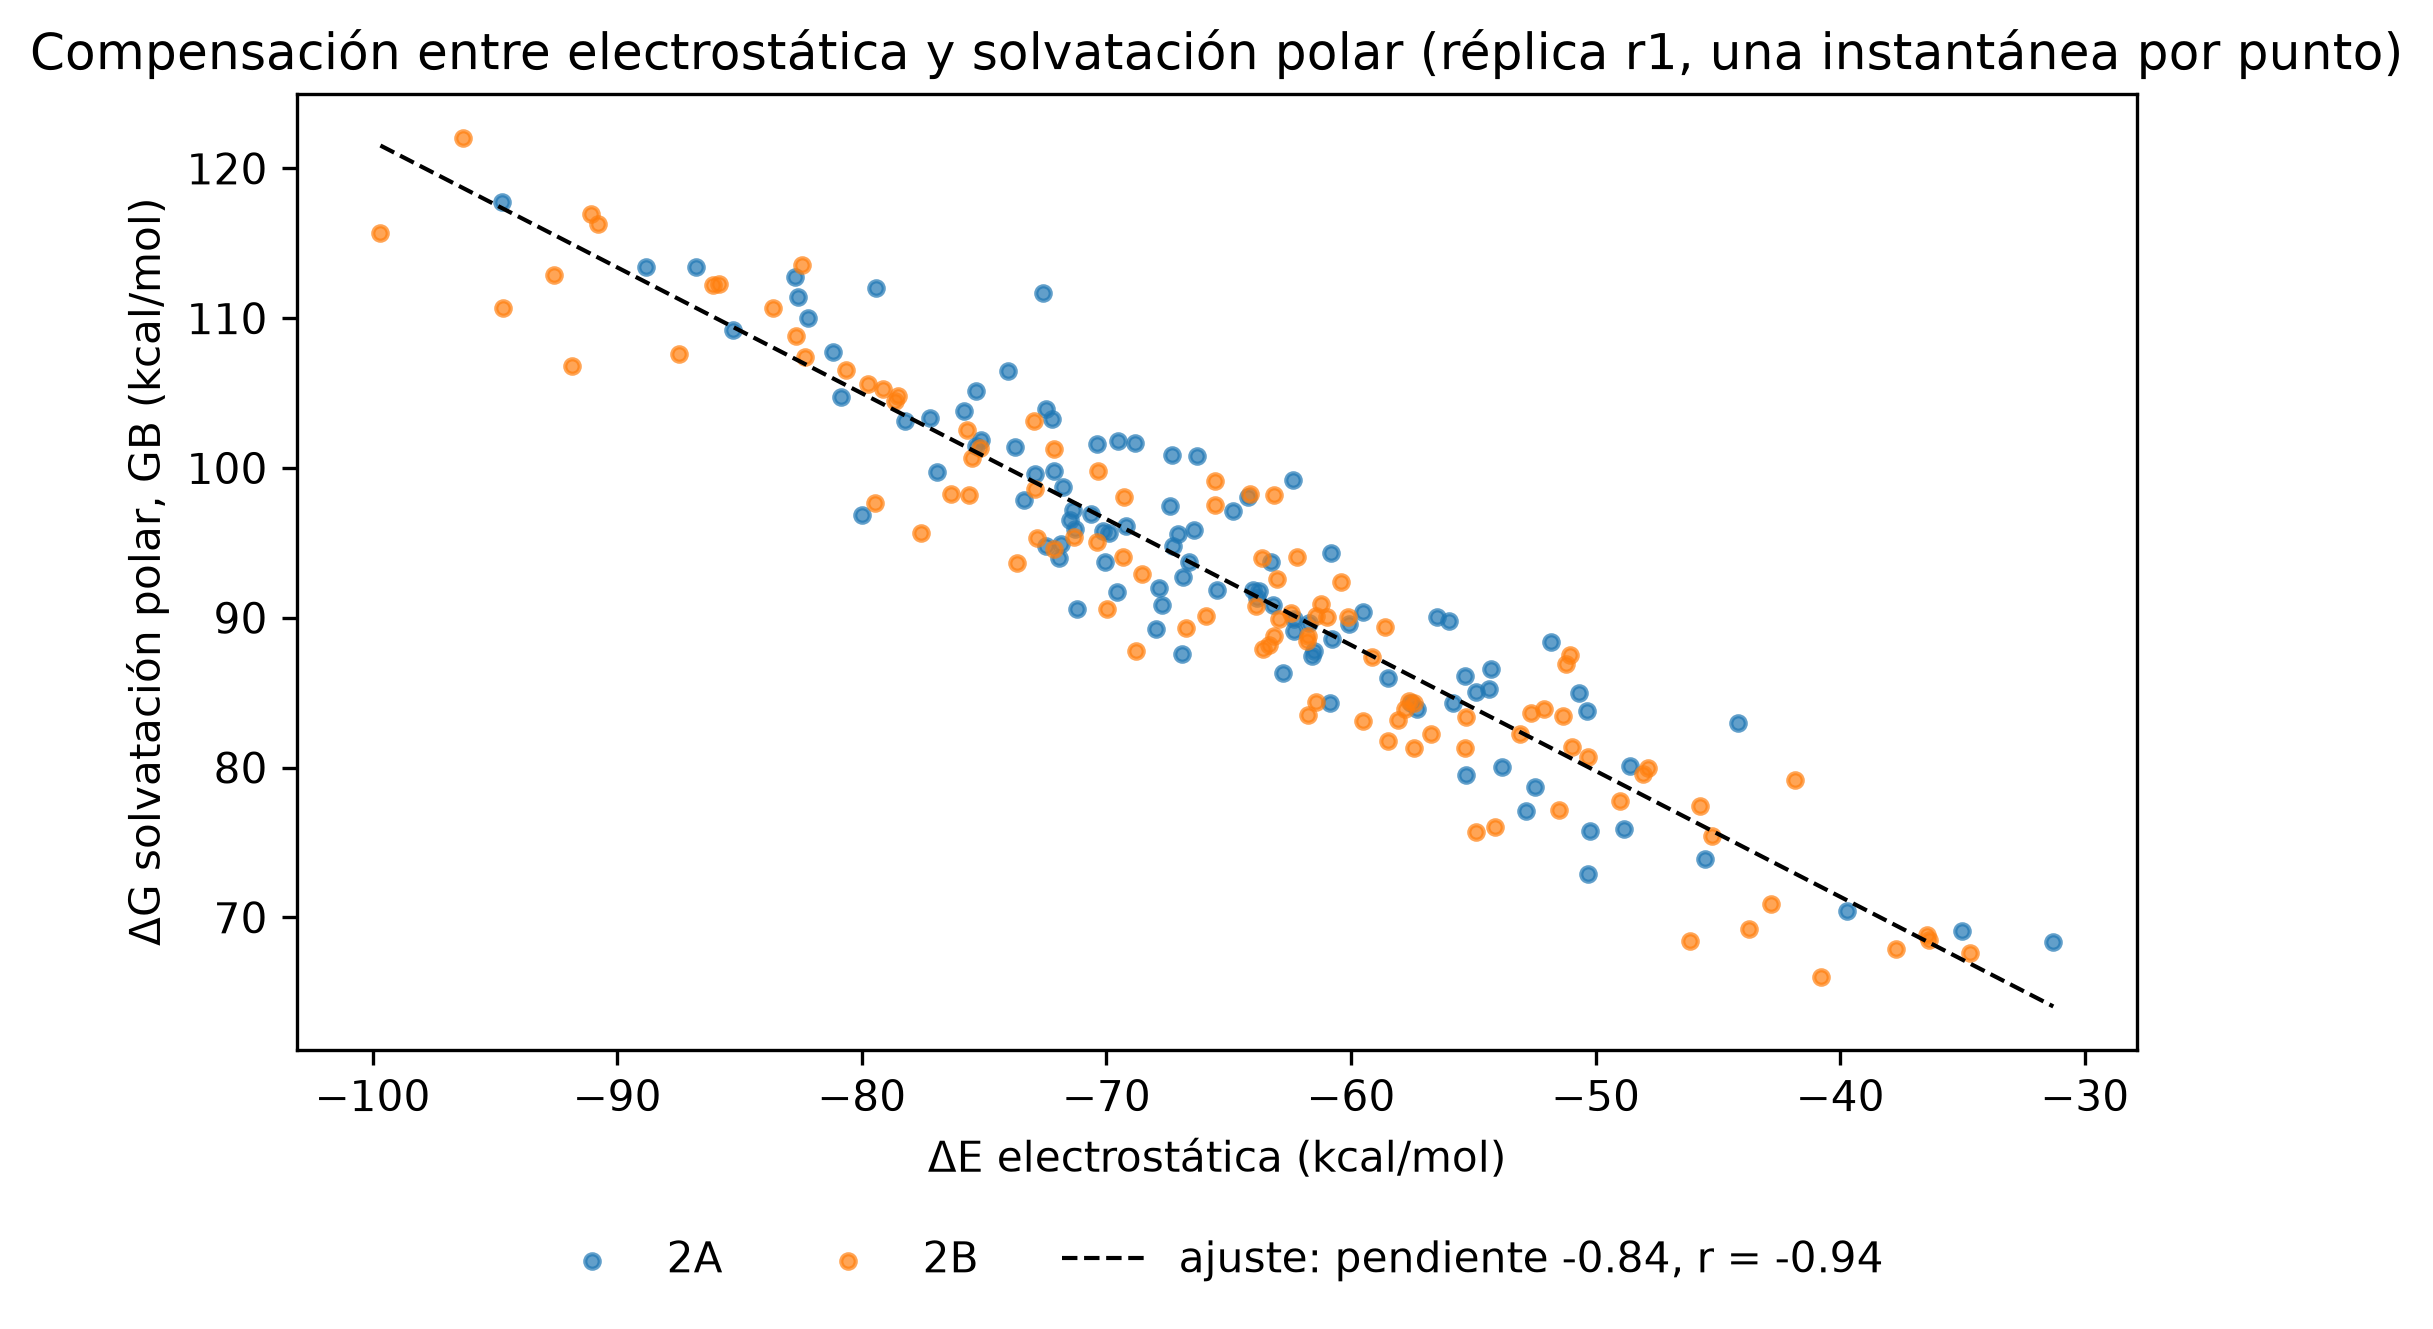 Compensación entre electrostática y solvatación polar (réplica r1, una instantánea por punto)
ΔG solvatación polar, GB (kcal/mol)
120
110
100
90
80
70
−100 −90 −80 −70 −60 −50 −40 −30
ΔE electrostática (kcal/mol)
2A 2B ajuste: pendiente -0.84, r = -0.94